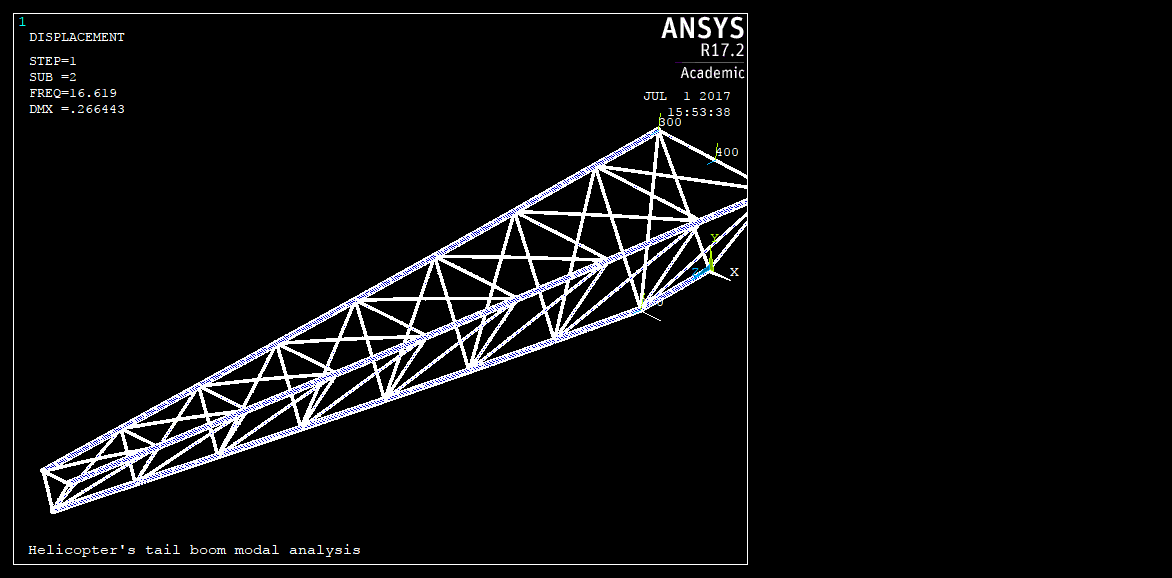 1
DISPLACEMENT
STEP=1
SUB =2
FREQ=16.619
DMX =.266443
ANSYS
R17.2
Academic
JUL  1 2017
15:53:38
300
400
Y
Z
X
Helicopter's tail boom modal analysis